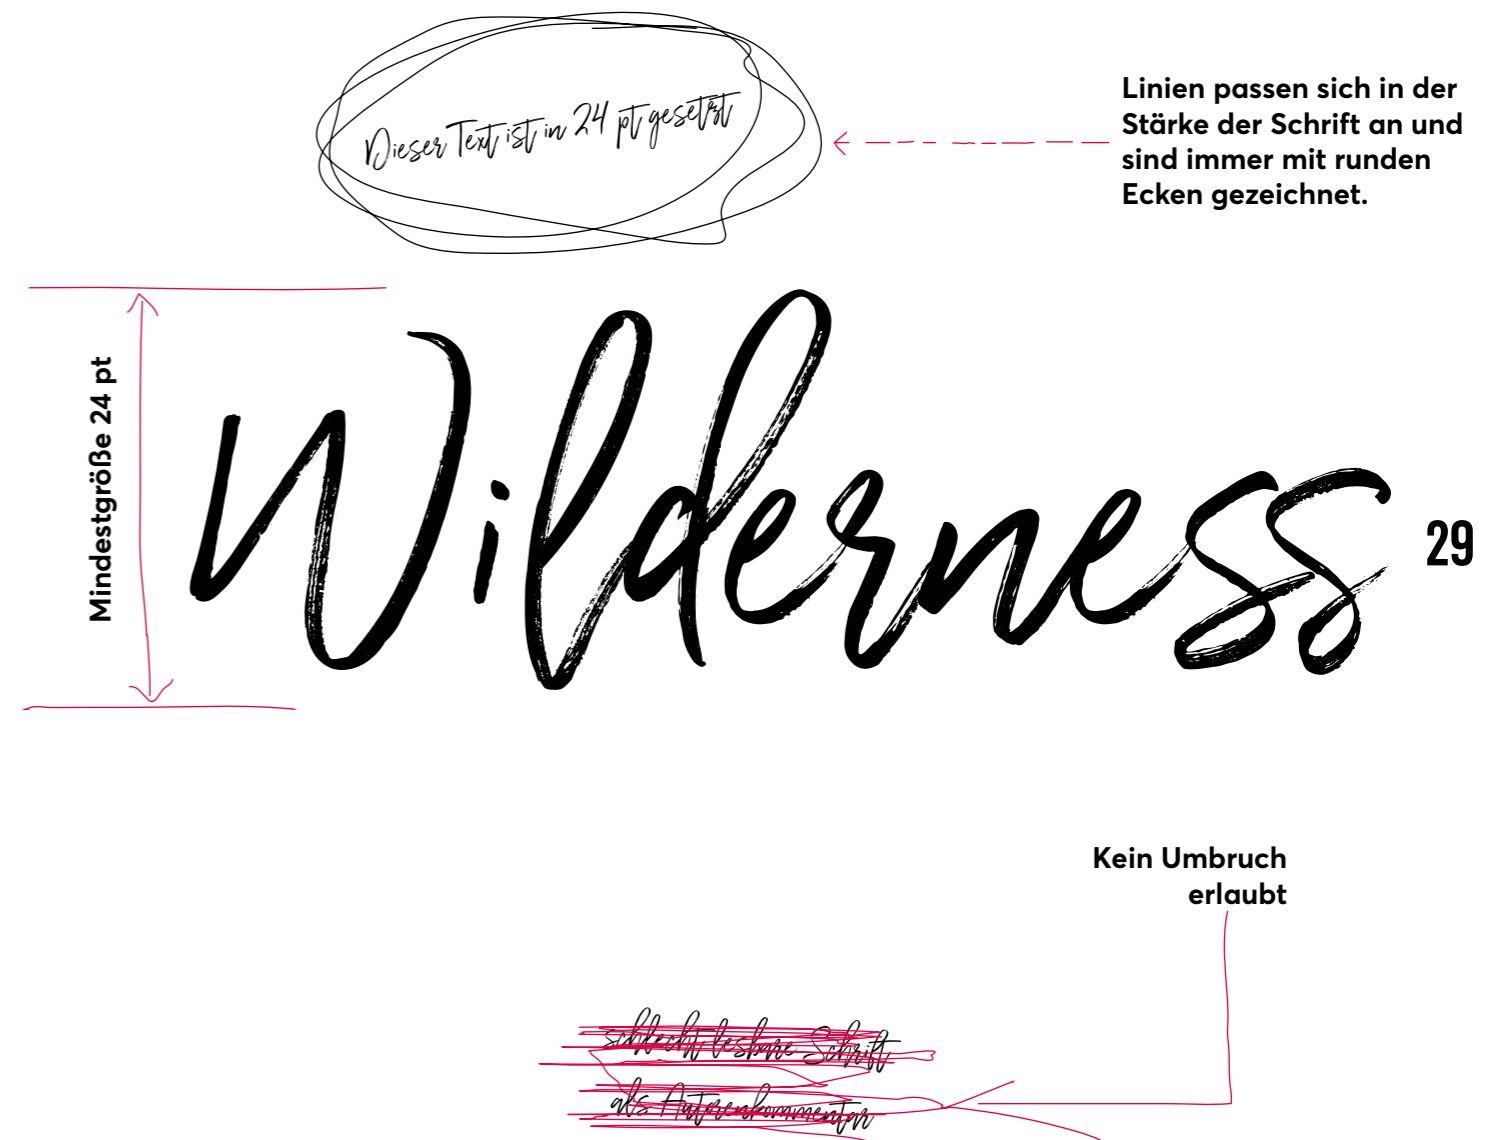 Dieser Text ist in 24 pt gesetzt
Linien passen sich in der
Stärke der Schrift an und
sind immer mit runden
Ecken gezeichnet.
Mindestgröße 24 pt
Wilderness
29
Kein Umbruch
erlaubt
schlecht lesbare Schrift
als Autorenkommentar